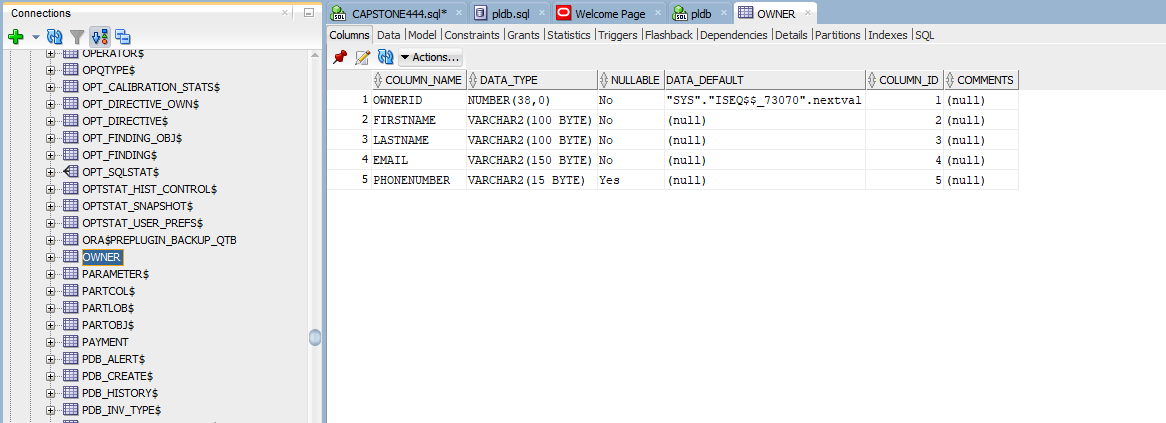 Connections
OPERATOR$
OPQTYPE$
OPT_CALIBRATION_STATS$
OPT_DIRECTIVE_OWN$
OPT_DIRECTIVE$
OPT_FINDING_OBJ$
OPT_FINDING$
OPT_SQLSTAT$
OPTSTAT_HIST_CONTROL$
OPTSTAT_SNAPSHOT$
OPTSTAT_USER_PREFS$
ORA$PREPLUGIN_BACKUP_QTB
OWNER
PARAMETER$
PARTCOL$
PARTLOB$
PARTOBJ$
PAYMENT
PDB_ALERT$
PDB_CREATE$
PDB_HISTORY$
PDB_INV_TYPE$
CAPSTONE444.sql* pldb.sql Welcome Page pldb OWNER
Columns Data Model Constraints Grants Statistics Triggers Flashback Dependencies Details Partitions Indexes SQL
Actions...
COLUMN_NAME DATA_TYPE NULLABLE DATA_DEFAULT COLUMN_ID COMMENTS
1 OWNERID NUMBER(38,0) No "SYS"."ISEQ$$_73070".nextval 1 (null)
2 FIRSTNAME VARCHAR2(100 BYTE) No (null) 2 (null)
3 LASTNAME VARCHAR2(100 BYTE) No (null) 3 (null)
4 EMAIL VARCHAR2(150 BYTE) No (null) 4 (null)
5 PHONENUMBER VARCHAR2(15 BYTE) Yes (null) 5 (null)